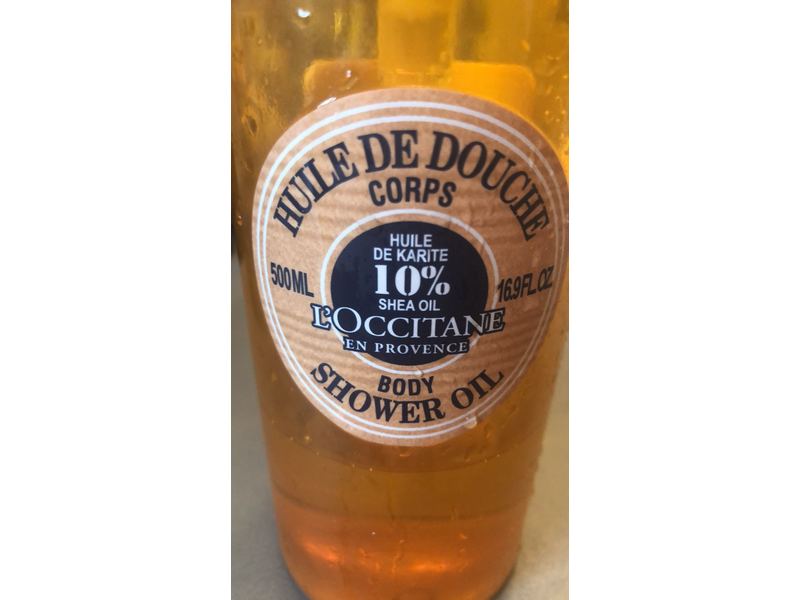 HUILE DE DOUCHE
CORPS
HUILE
DE KARITE
10%
SHEA OIL
500ML
16.9FL.OZ
L'OCCITANE
EN PROVENCE
BODY
SHOWER OIL